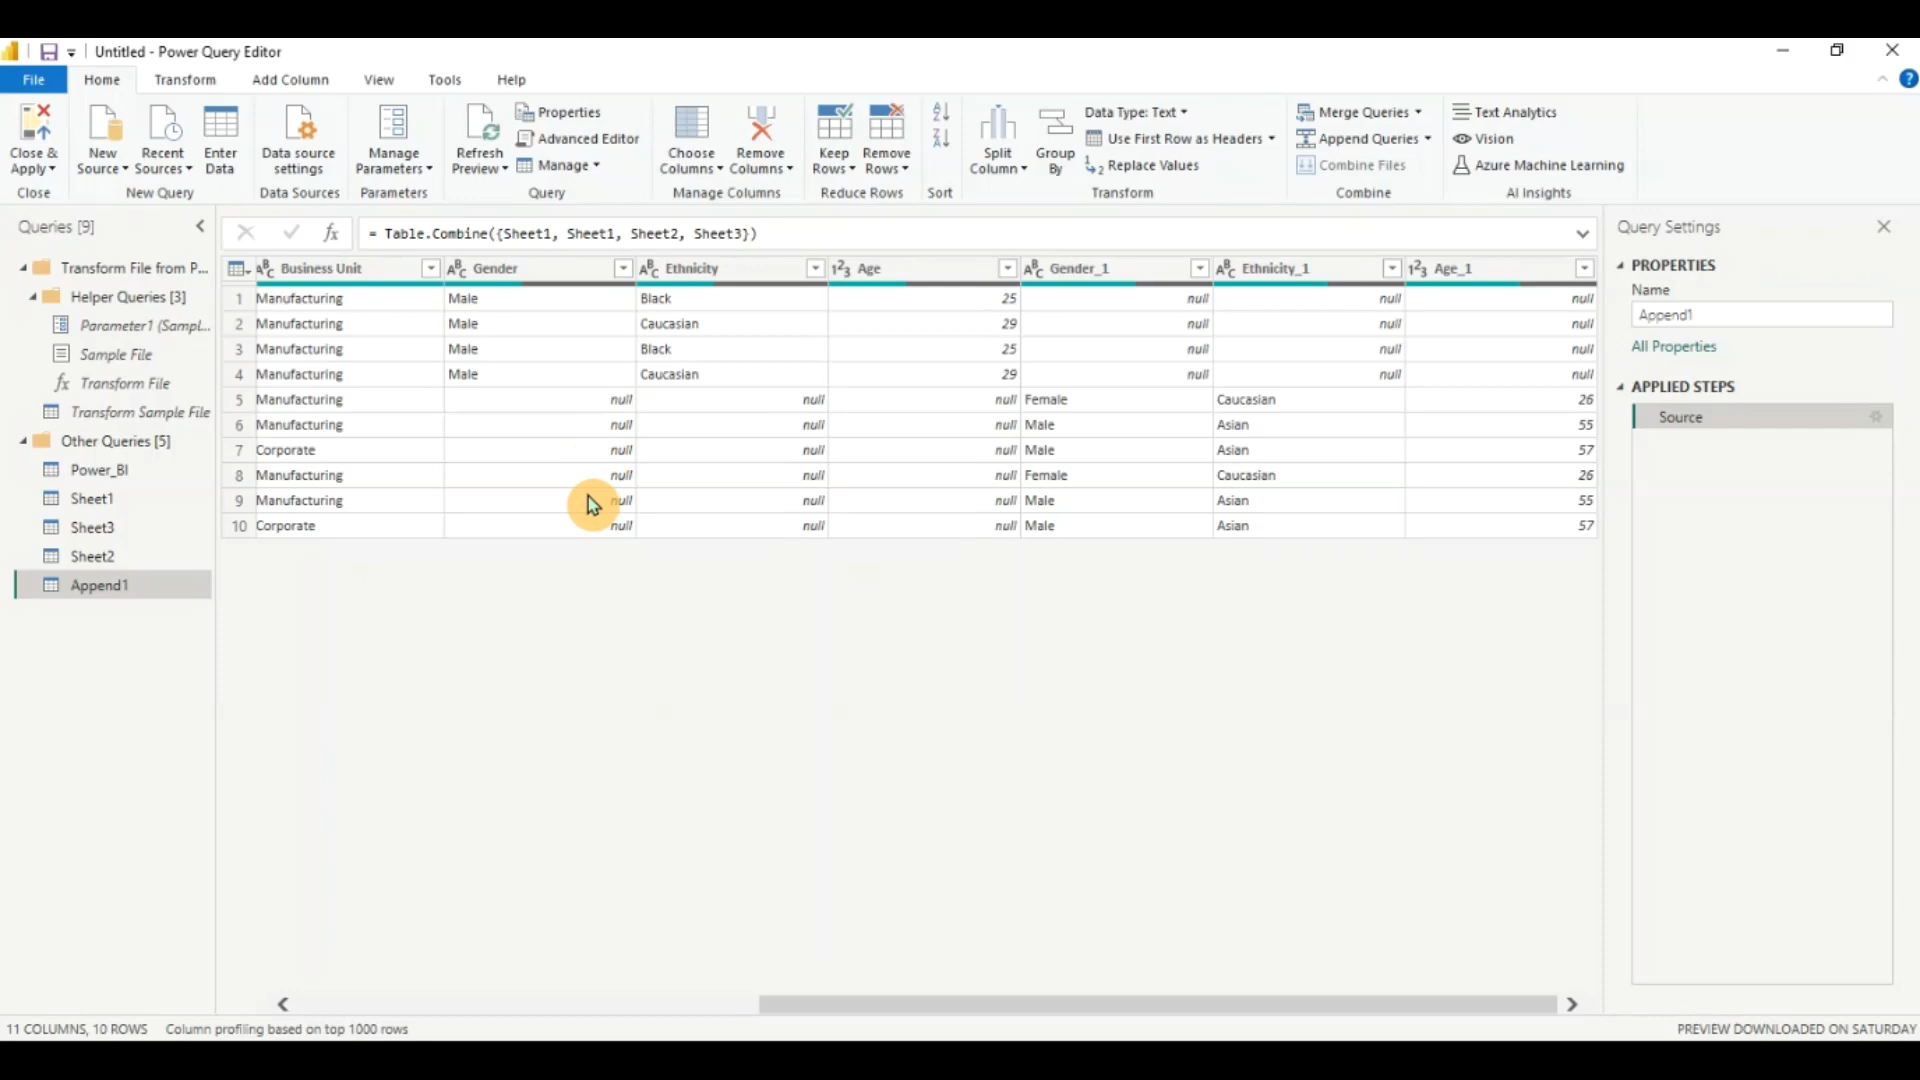 Untitled - Power Query Editor
File Home Transform Add Column View Tools Help
Close & Apply
Close
New Source
Recent Sources
Enter Data
New Query
Data source settings
Data Sources
Manage Parameters
Parameters
Refresh Preview
Properties
Advanced Editor
Manage
Query
Choose Columns
Remove Columns
Manage Columns
Keep Rows
Remove Rows
Reduce Rows
Sort
Split Column
Group By
Data Type: Text
Use First Row as Headers
Replace Values
Transform
Merge Queries
Append Queries
Combine Files
Combine
Text Analytics
Vision
Azure Machine Learning
AI Insights
Queries [9]
Transform File from P...
Helper Queries [3]
Parameter1 (Sampl...
Sample File
Transform File
Transform Sample File
Other Queries [5]
Power_BI
Sheet1
Sheet3
Sheet2
Append1
= Table.Combine({Sheet1, Sheet1, Sheet2, Sheet3})
Business Unit Gender Ethnicity Age Gender_1 Ethnicity_1 Age_1
1 Manufacturing Male Black 25 null null null
2 Manufacturing Male Caucasian 29 null null null
3 Manufacturing Male Black 25 null null null
4 Manufacturing Male Caucasian 29 null null null
5 Manufacturing null null null Female Caucasian 26
6 Manufacturing null null null Male Asian 55
7 Corporate null null null Male Asian 57
8 Manufacturing null null null Female Caucasian 26
9 Manufacturing null null null Male Asian 55
10 Corporate null null null Male Asian 57
Query Settings
PROPERTIES
Name
Append1
All Properties
APPLIED STEPS
Source
11 COLUMNS, 10 ROWS Column profiling based on top 1000 rows
PREVIEW DOWNLOADED ON SATURDAY